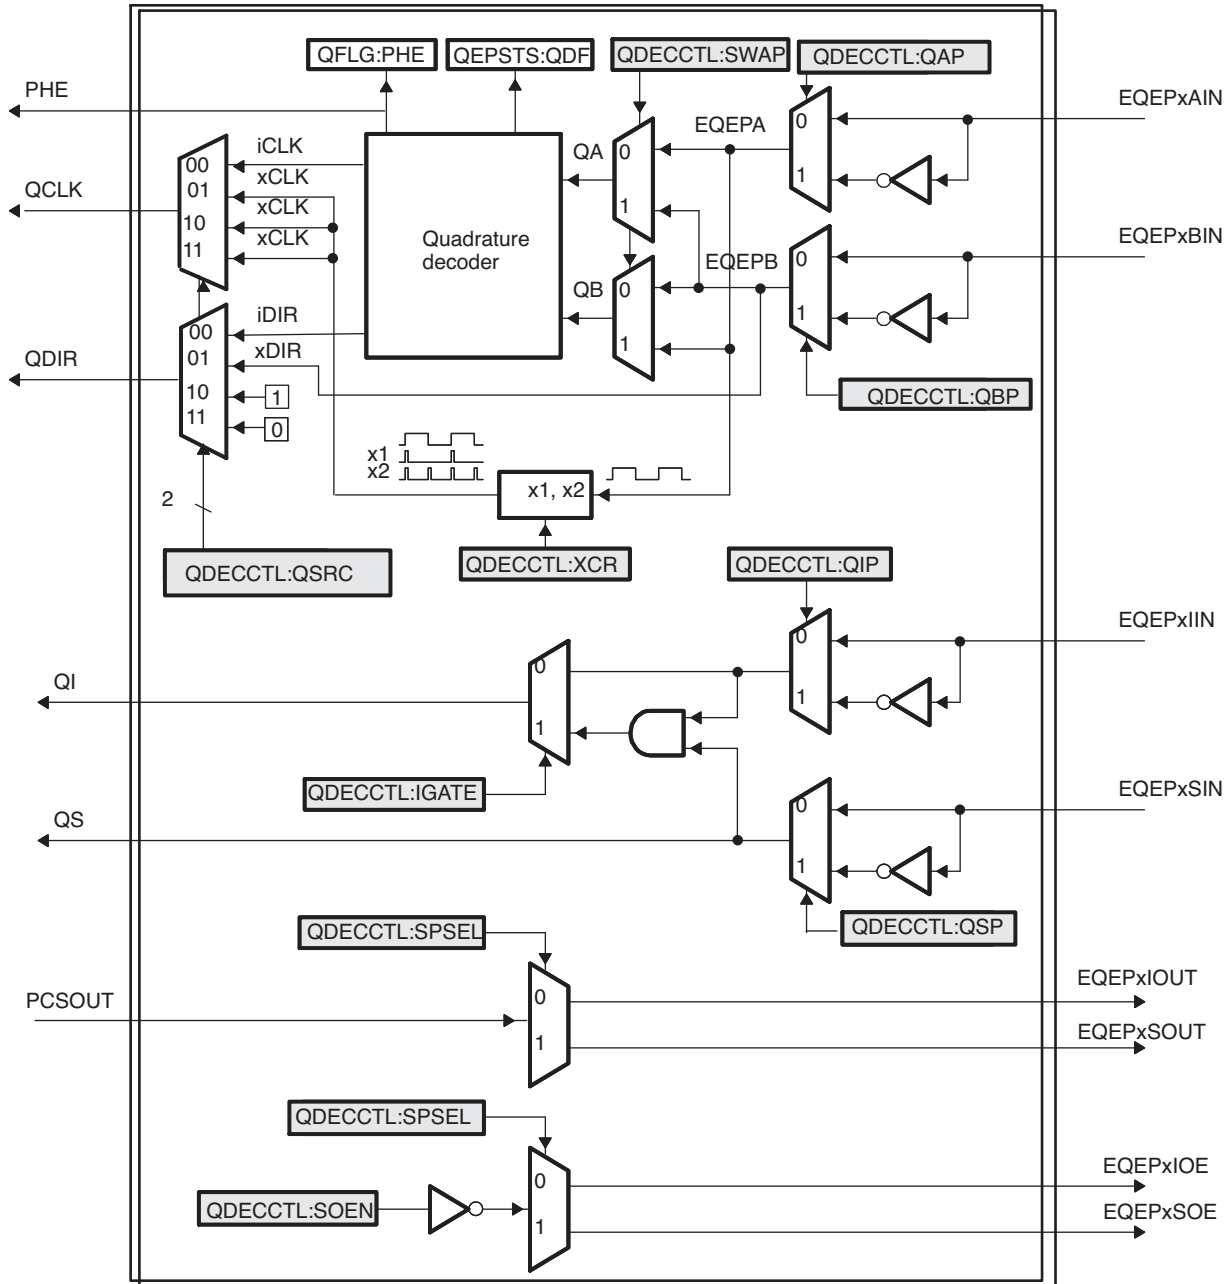 QFLG:PHE
QEPSTS:QDF
QDECCTL:SWAP
QDECCTL:QAP
PHE
EQEPxAIN
0
EQEPA
iCLK
QA
0
00
xCLK
01
1
QCLK
xCLK
1
10
xCLK
11
Quadrature
decoder
EQEPxBIN
EQEPB
0
QB
0
iDIR
1
00
xDIR
1
QDIR
01
10
1
11
0
QDECCTL:QBP
x1
x2
x1, x2
2
QDECCTL:QSRC
QDECCTL:XCR
QDECCTL:QIP
EQEPxIIN
0
0
QI
1
1
QDECCTL:IGATE
EQEPxSIN
0
QS
1
QDECCTL:SPSEL
QDECCTL:QSP
EQEPxIOUT
PCSOUT
0
EQEPxSOUT
1
QDECCTL:SPSEL
EQEPxIOE
0
QDECCTL:SOEN
EQEPxSOE
1